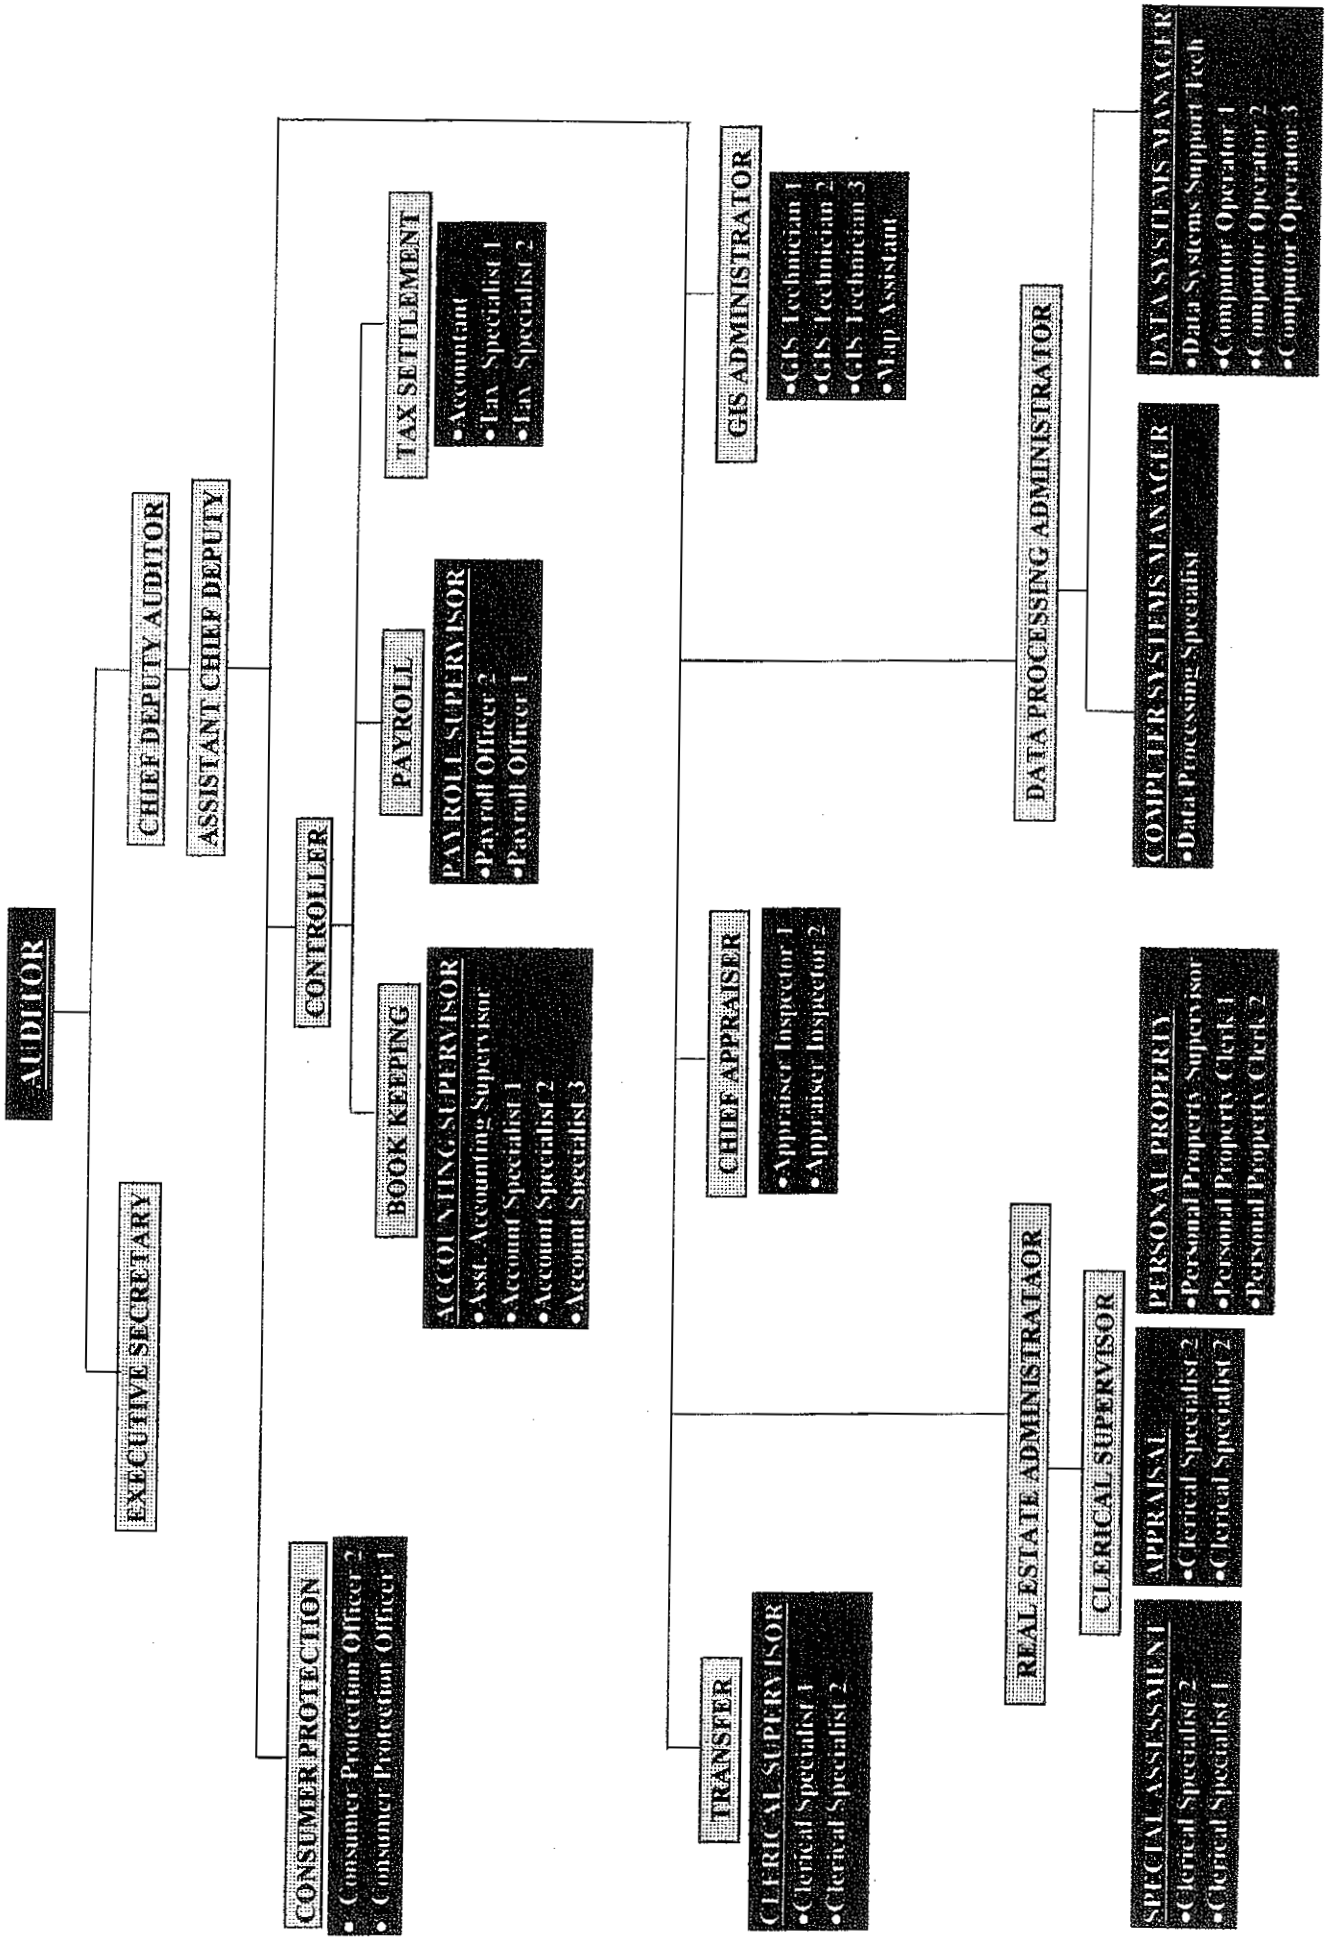 AUDITOR
EXECUTIVE SECRETARY
CHIEF DEPUTY AUDITOR
ASSISTANT CHIEF DEPUTY
CONSUMER PROTECTION
• Consumer Protection Officer 2
• Consumer Protection Officer 1
CONTROLLER
BOOK KEEPING
ACCOUNTING SUPERVISOR
•Asst. Accounting Supervisor
•Account Specialist 1
•Account Specialist 2
•Account Specialist 3
PAYROLL
PAYROLL SUPERVISOR
•Payroll Officer 2
•Payroll Officer 1
TAX SETTLEMENT
• Accountant
• Tax Specialist 1
• Tax Specialist 2
TRANSFER
CLERICAL SUPERVISOR
•Clerical Specialist 1
•Clerical Specialist 2
CHIEF APPRAISER
•Appraiser Inspector 1
•Appraiser Inspector 2
GIS ADMINISTRATOR
•GIS Technician 1
•GIS Technician 2
•GIS Technician 3
•Map Assistant
REAL ESTATE ADMINISTRATAOR
CLERICAL SUPERVISOR
SPECIAL ASSESSMENT
•Clerical Specialist 2
•Clerical Specialist 1
APPRAISAL
•Clerical Specialist 2
•Clerical Specialist 2
PERSONAL PROPERTY
•Personal Property Supervisor
•Personal Property Clerk 1
•Personal Property Clerk 2
DATA PROCESSING ADMINISTRATOR
COMPUTER SYSTEMS MANAGER
•Data Processing Specialist
DATA SYSTEMS MANAGER
•Data Systems Support Tech
•Computor Operator 1
•Computor Operator 2
•Computor Operator 3